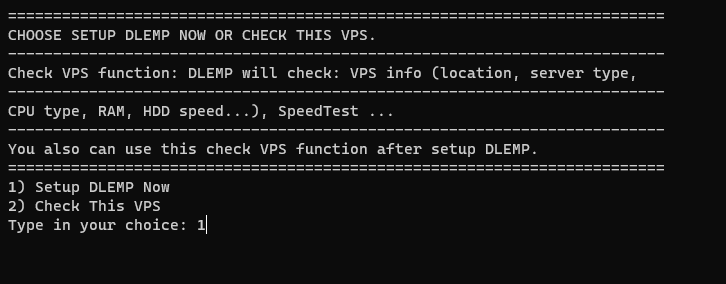 =========================================================================
CHOOSE SETUP DLEMP NOW OR CHECK THIS VPS.
-------------------------------------------------------------------------
Check VPS function: DLEMP will check: VPS info (location, server type,
-------------------------------------------------------------------------
CPU type, RAM, HDD speed...), SpeedTest ...
-------------------------------------------------------------------------
You also can use this check VPS function after setup DLEMP.
=========================================================================
1) Setup DLEMP Now
2) Check This VPS
Type in your choice: 1